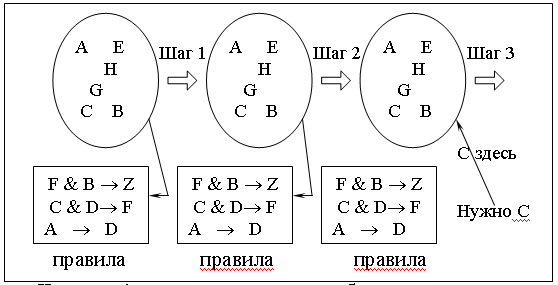 A E
H
G
C B
Шаг 1
A E
H
G
C B
Шаг 2
A E
H
G
C B
Шаг 3
F & B → Z
C & D → F
A → D
правила
F & B → Z
C & D → F
A → D
правила
F & B → Z
C & D → F
A → D
правила
С здесь
Нужно С